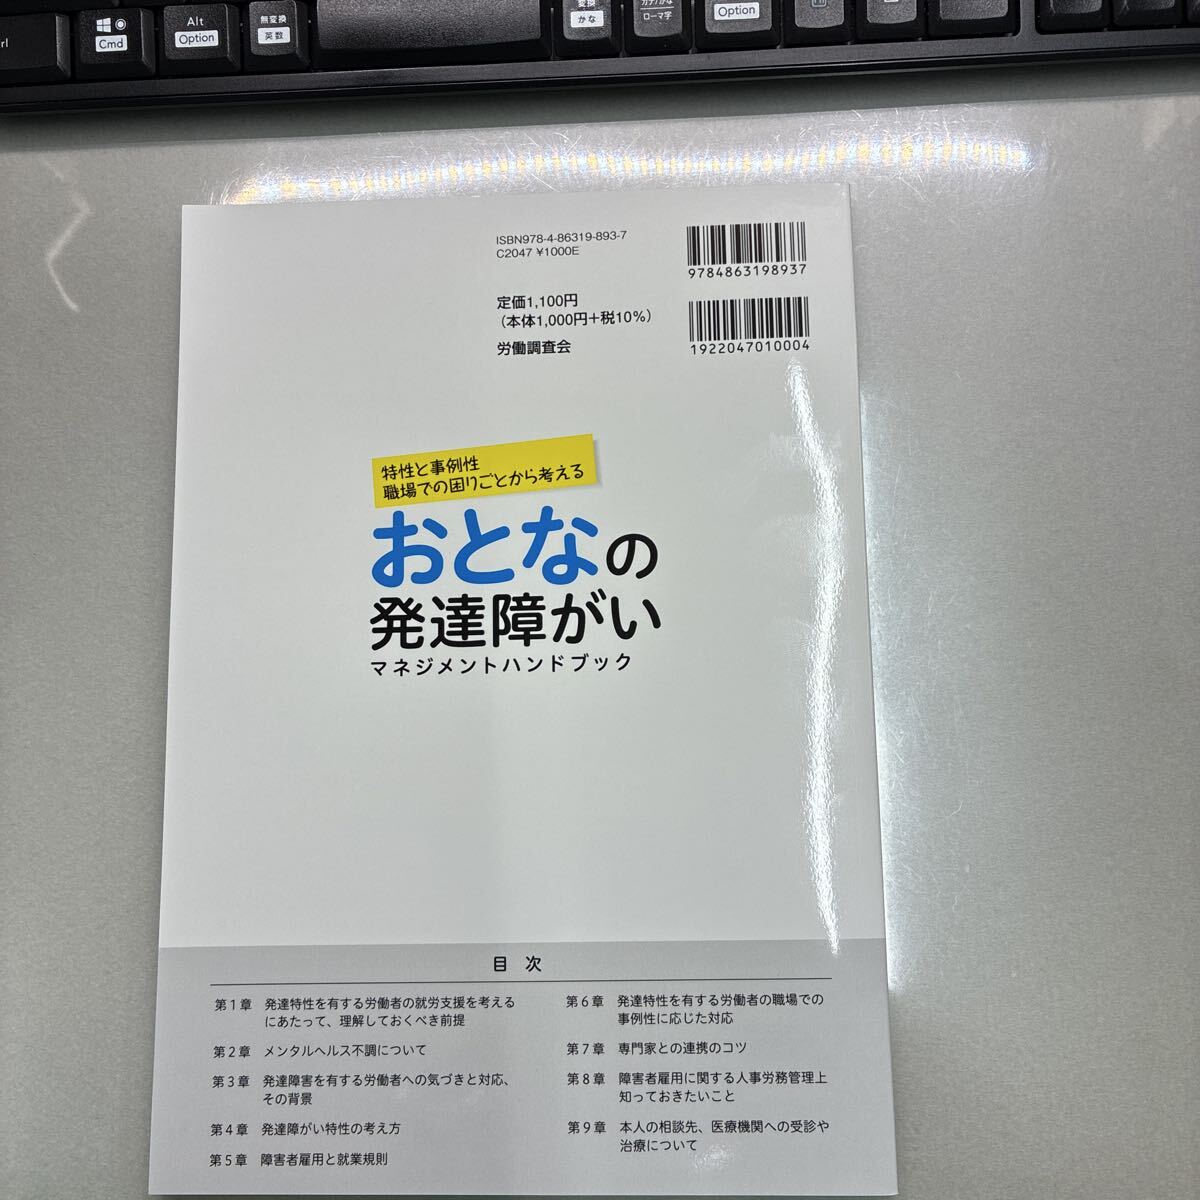 rl
Cmd
Alt
Option
無変換
英数
変換
かな
カタ/かな
ローマ字
Option
ISBN978-4-86319-893-7
C2047 ¥1000E
定価1,100円
（本体1,000円＋税10%）
労働調査会
9784863198937
1922047010004
特性と事例性
職場での困りごとから考える
おとなの
発達障がい
マネジメントハンドブック
目 次
第1章 発達特性を有する労働者の就労支援を考える
にあたって、理解しておくべき前提
第2章 メンタルヘルス不調について
第3章 発達障害を有する労働者への気づきと対応、
その背景
第4章 発達障がい特性の考え方
第5章 障害者雇用と就業規則
第6章 発達特性を有する労働者の職場での
事例性に応じた対応
第7章 専門家との連携のコツ
第8章 障害者雇用に関する人事労務管理上
知っておきたいこと
第9章 本人の相談先、医療機関への受診や
治療について